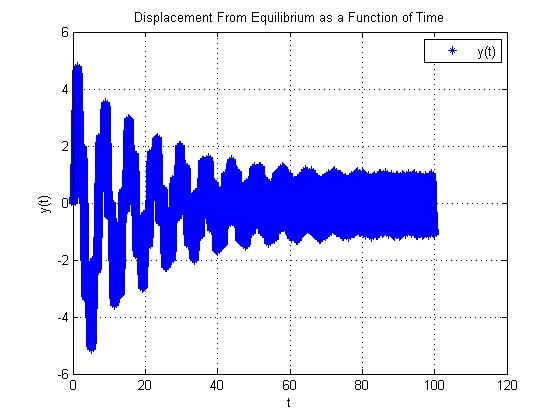 Displacement From Equilibrium as a Function of Time
y(t)
6
4
2
0
-2
-4
-6
y(t)
0 20 40 60 80 100 120
t